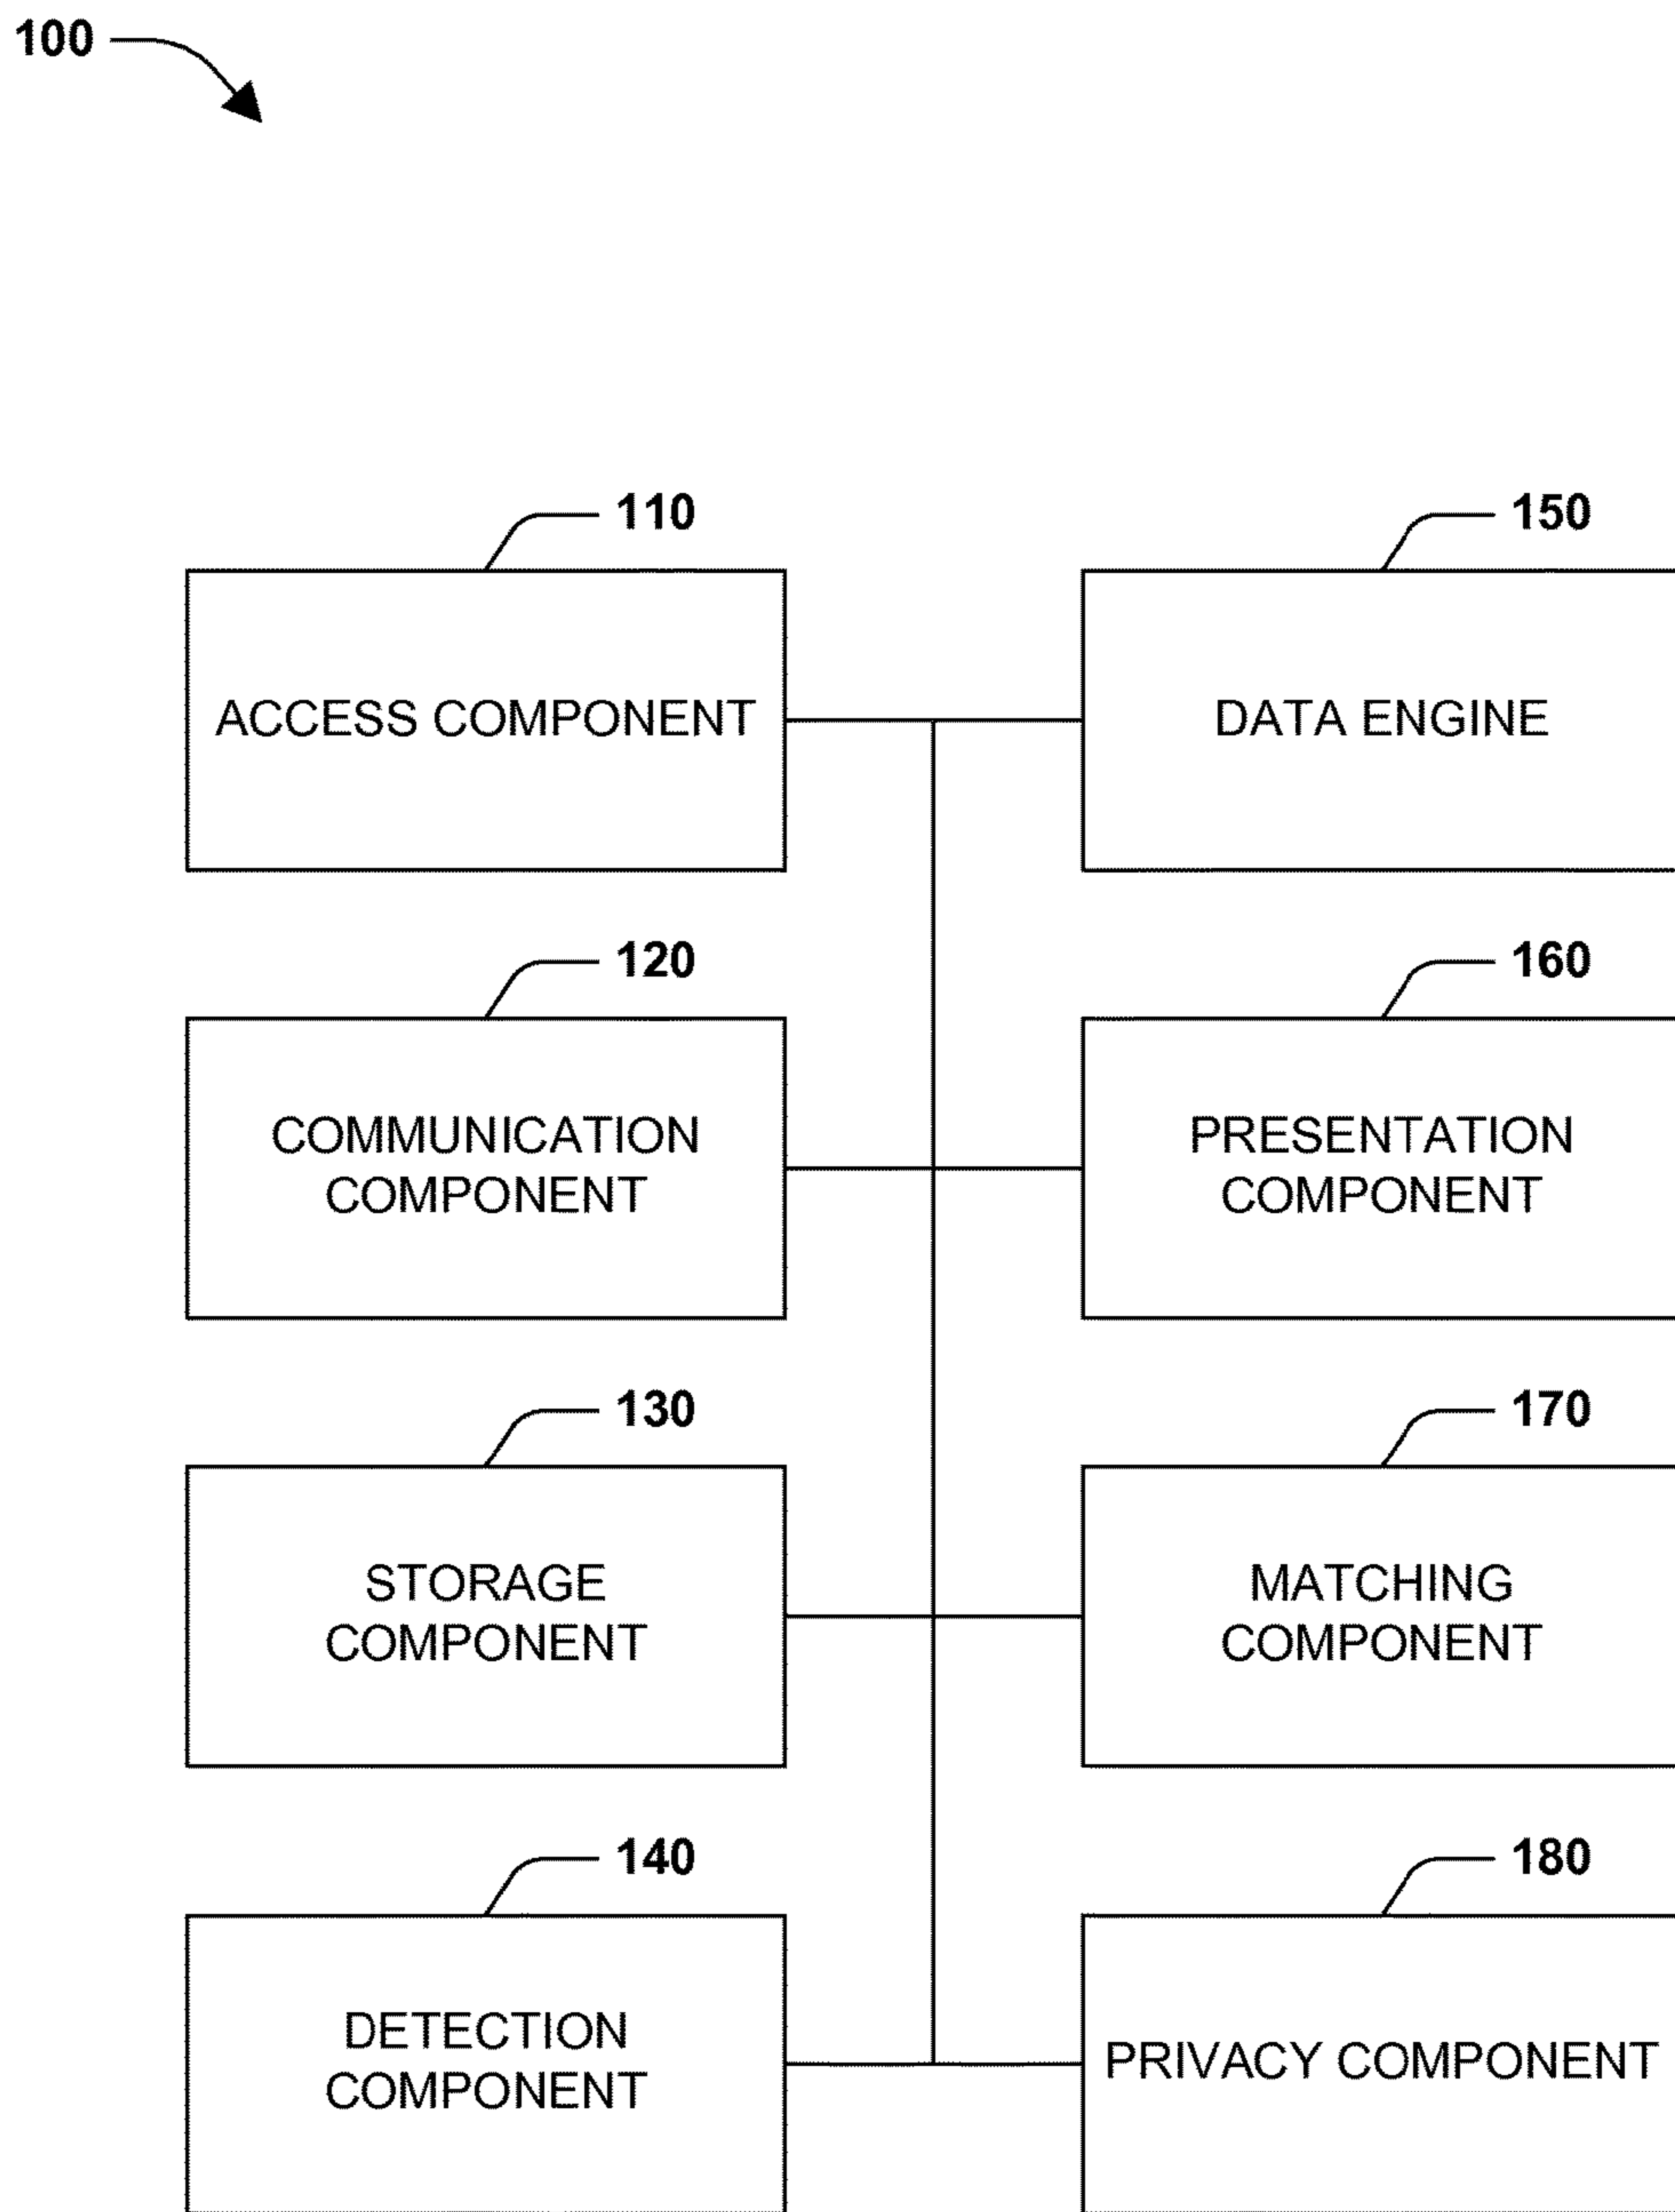 100
110
150
ACCESS COMPONENT
DATA ENGINE
120
160
COMMUNICATION
COMPONENT
PRESENTATION
COMPONENT
130
170
STORAGE
COMPONENT
MATCHING
COMPONENT
140
180
DETECTION
COMPONENT
PRIVACY COMPONENT